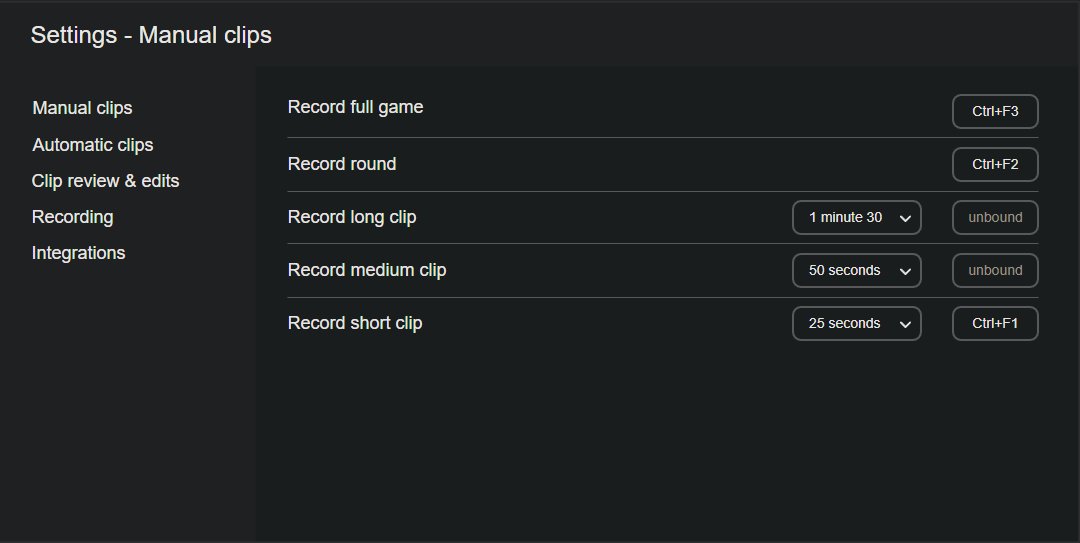 Settings - Manual clips
Manual clips
Automatic clips
Clip review & edits
Recording
Integrations
Record full game Ctrl+F3
Record round Ctrl+F2
Record long clip 1 minute 30 unbound
Record medium clip 50 seconds unbound
Record short clip 25 seconds Ctrl+F1